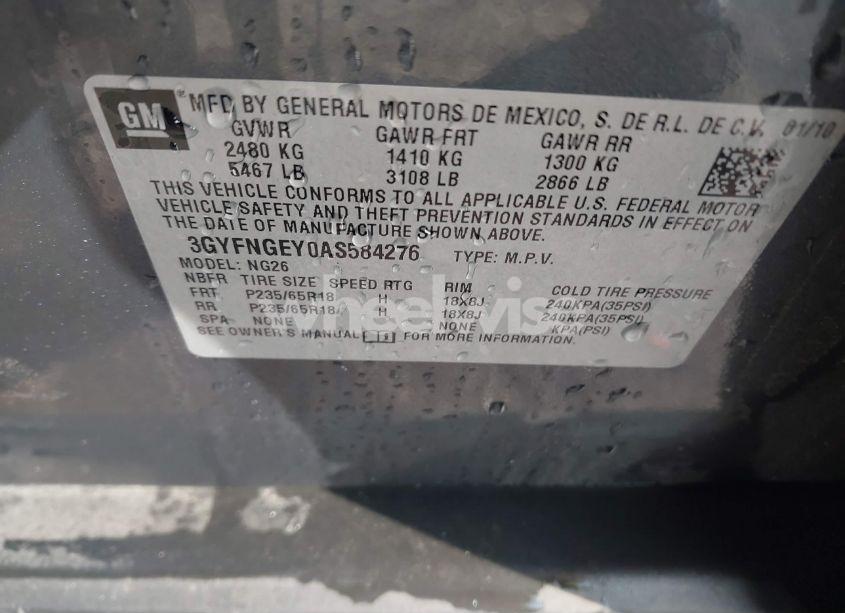 GM ® MFD BY GENERAL MOTORS DE MEXICO, S. DE R.L. DE C.V. 01/10
GVWR GAWR FRT GAWR RR
2480 KG 1410 KG 1300 KG
5467 LB 3108 LB 2866 LB
THIS VEHICLE CONFORMS TO ALL APPLICABLE U.S. FEDERAL MOTOR
VEHICLE SAFETY AND THEFT PREVENTION STANDARDS IN EFFECT ON
THE DATE OF MANUFACTURE SHOWN ABOVE.
3GYFNGEY0AS584276 TYPE: M.P.V.
MODEL: NG26
NBFR TIRE SIZE SPEED RTG RIM COLD TIRE PRESSURE
FRT P235/65R18 H 18X8J 240KPA(35PSI)
RR P235/65R18 H 18X8J 240KPA(35PSI)
SPA NONE NONE KPA(PSI)
SEE OWNER'S MANUAL FOR MORE INFORMATION.